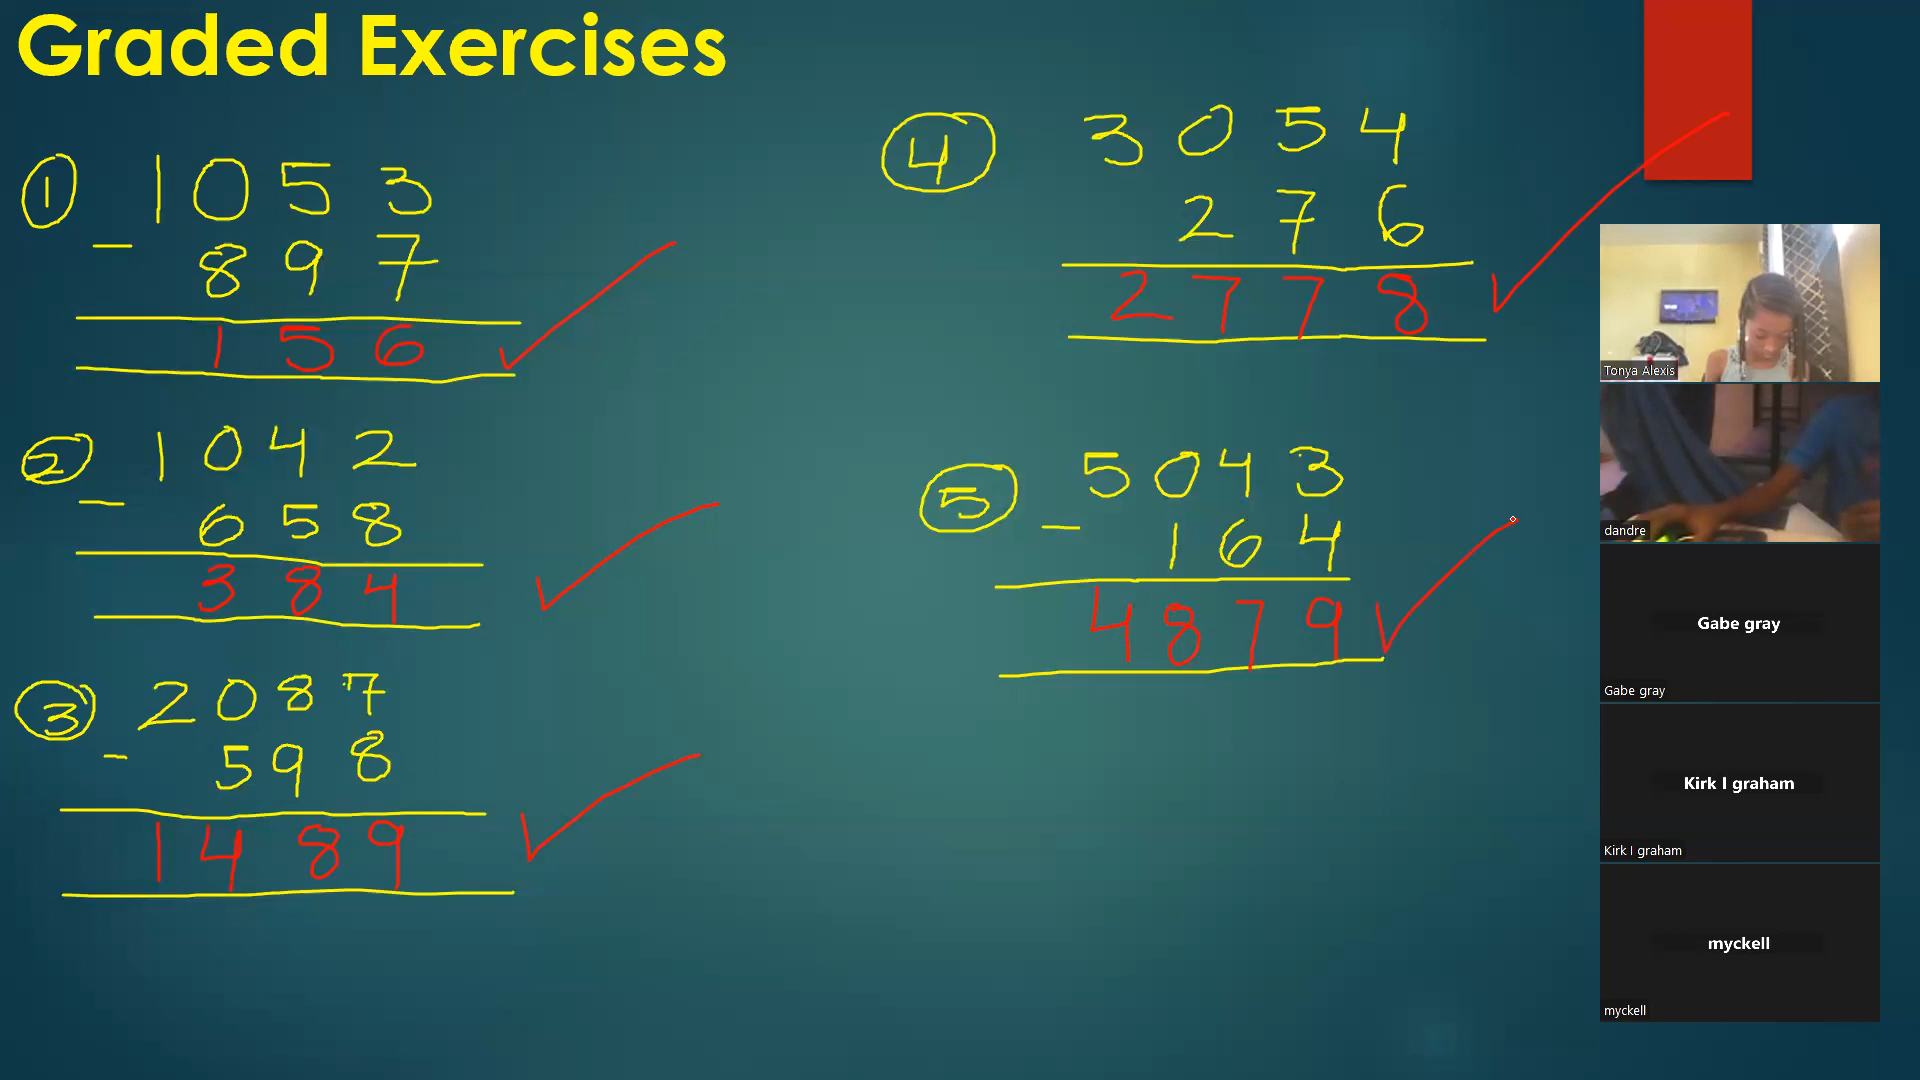 Graded Exercises
1 1053
- 897
156
2 1042
- 658
384
3 2087
- 598
1489
4 3054
276
2778
5 5043
- 164
4879
Tonya Alexis
dandre
Gabe gray
Gabe gray
Kirk I graham
Kirk I graham
myckell
myckell